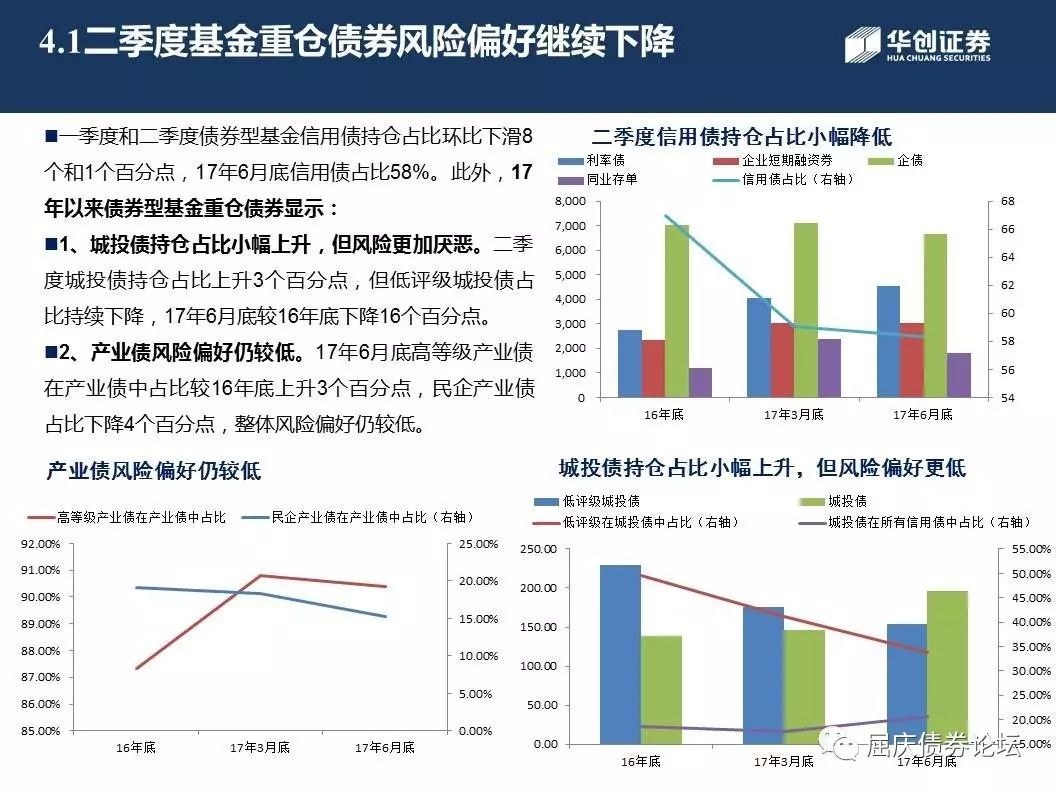 4.1二季度基金重仓债券风险偏好继续下降
华创证券
HUA CHUANG SECURITIES
■一季度和二季度债券型基金信用债持仓占比环比下滑8
个和1个百分点，17年6月底信用债占比58%。此外，17
年以来债券型基金重仓债券显示：
■1、城投债持仓占比小幅上升，但风险更加厌恶。二季
度城投债持仓占比上升3个百分点，但低评级城投债占
比持续下降，17年6月底较16年底下降16个百分点。
■2、产业债风险偏好仍较低。17年6月底高等级产业债
在产业债中占比较16年底上升3个百分点，民企产业债
占比下降4个百分点，整体风险偏好仍较低。
二季度信用债持仓占比小幅降低
利率债 企业短期融资券 企债
同业存单 信用债占比（右轴）
8,000 68
7,000 66
6,000 64
5,000 62
4,000 60
3,000
2,000 58
1,000 56
0 54
16年底 17年3月底 17年6月底
产业债风险偏好仍较低
高等级产业债在产业债中占比 民企产业债在产业债中占比（右轴）
92.00% 25.00%
91.00% 20.00%
90.00%
89.00% 15.00%
88.00% 10.00%
87.00%
86.00% 5.00%
85.00% 0.00%
16年底 17年3月底 17年6月底
城投债持仓占比小幅上升，但风险偏好更低
低评级城投债 城投债
低评级在城投债中占比（右轴） 城投债在所有信用债中占比（右轴）
250.00 55.00%
50.00%
200.00 45.00%
150.00 40.00%
35.00%
100.00 30.00%
50.00 25.00%
20.00%
0.00 15.00%
16年底 17年3月底 17年6月底
屈庆债券论坛